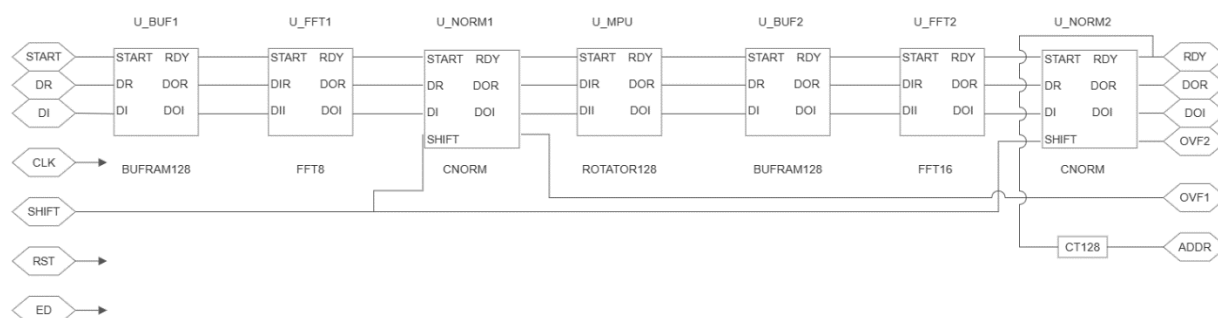 U_BUF1 U_FFT1 U_NORM1 U_MPU U_BUF2 U_FFT2 U_NORM2
START START RDY START RDY START RDY START RDY START RDY START RDY START RDY RDY
DR DR DOR DIR DOR DR DOR DIR DOR DR DOR DIR DOR DR DOR DOR
DI DI DOI DII DOI DI DOI DII DOI DI DOI DII DOI DI DOI DOI
SHIFT SHIFT OVF2
CLK BUFRAM128 FFT8 CNORM ROTATOR128 BUFRAM128 FFT16 CNORM
SHIFT OVF1
RST CT128 ADDR
ED